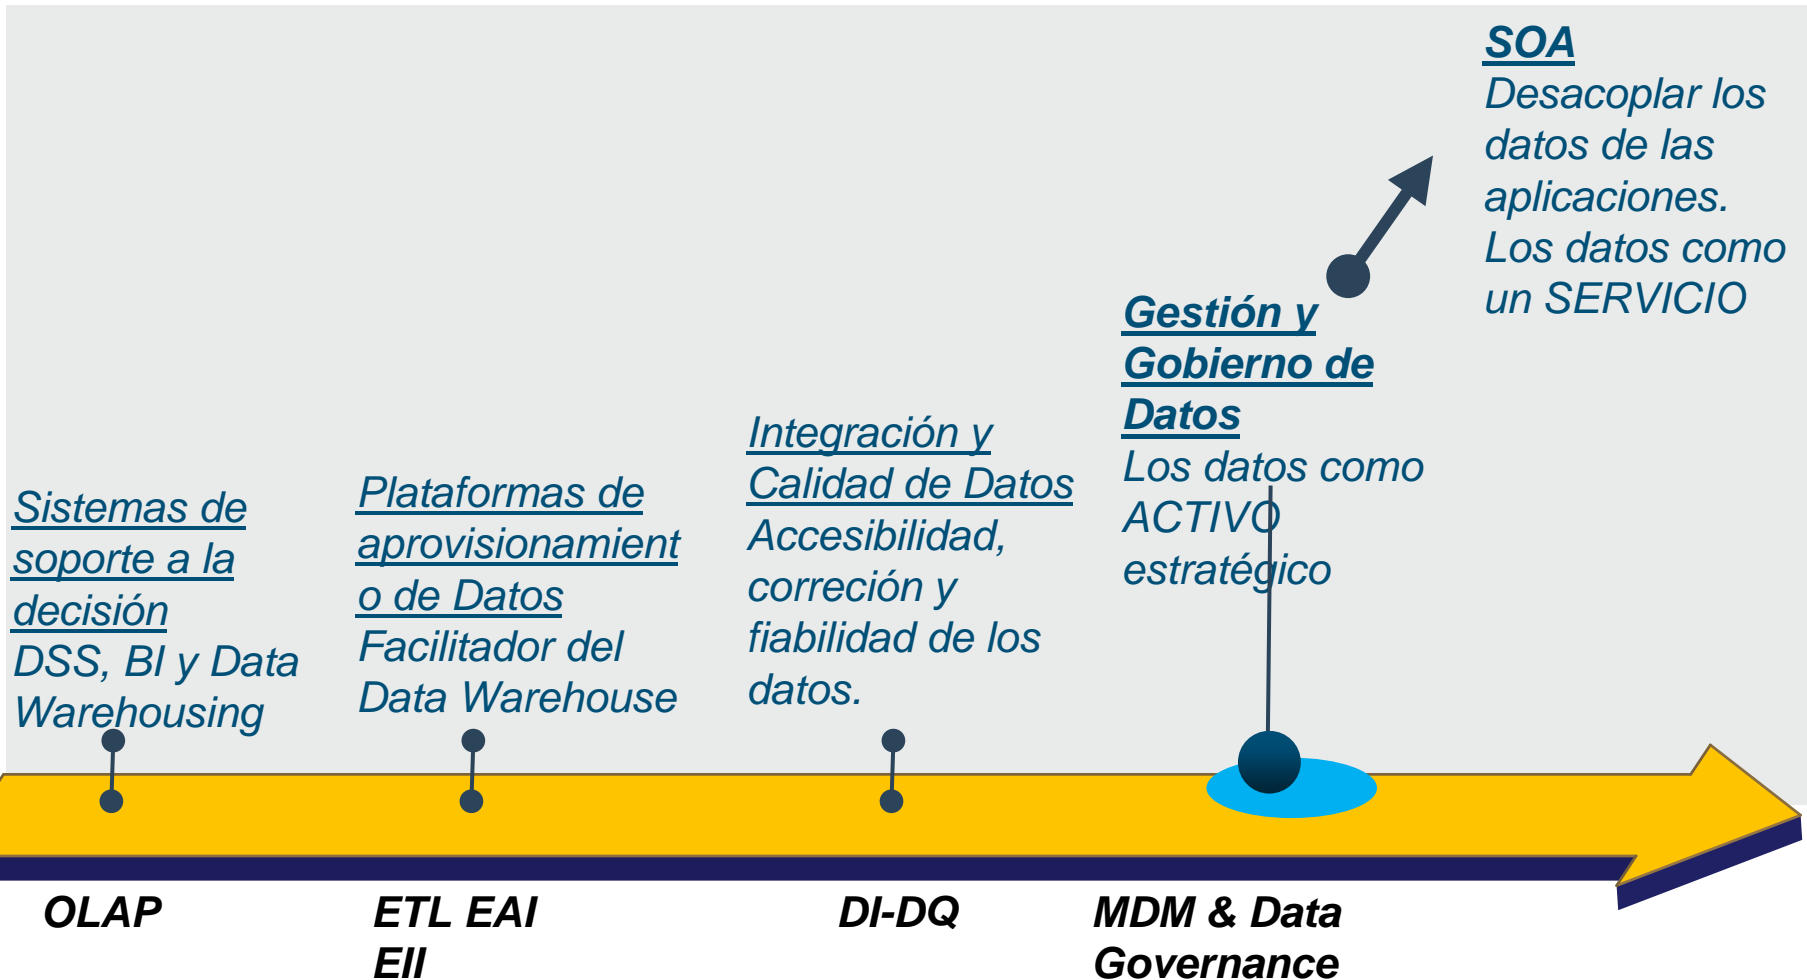 SOA
Desacoplar los
datos de las
aplicaciones.
Los datos como
un SERVICIO
Gestión y
Gobierno de
Datos
Los datos como
ACTIVO
estratégico
Integración y
Calidad de Datos
Accesibilidad,
correción y
fiabilidad de los
datos.
Plataformas de
aprovisionamient
o de Datos
Facilitador del
Data Warehouse
Sistemas de
soporte a la
decisión
DSS, BI y Data
Warehousing
OLAP
ETL EAI
EII
DI-DQ
MDM & Data
Governance